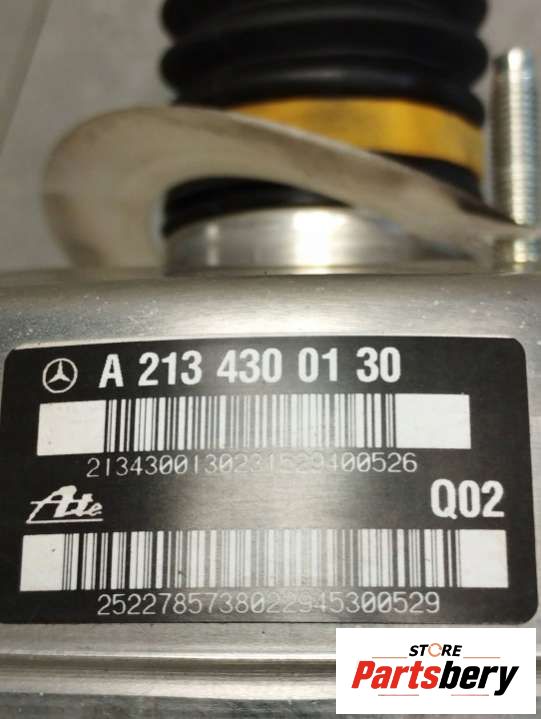 A 213 430 01 30
2134300130231529400526
Ate
Q02
2522785738022945300529
STORE
Partsbery